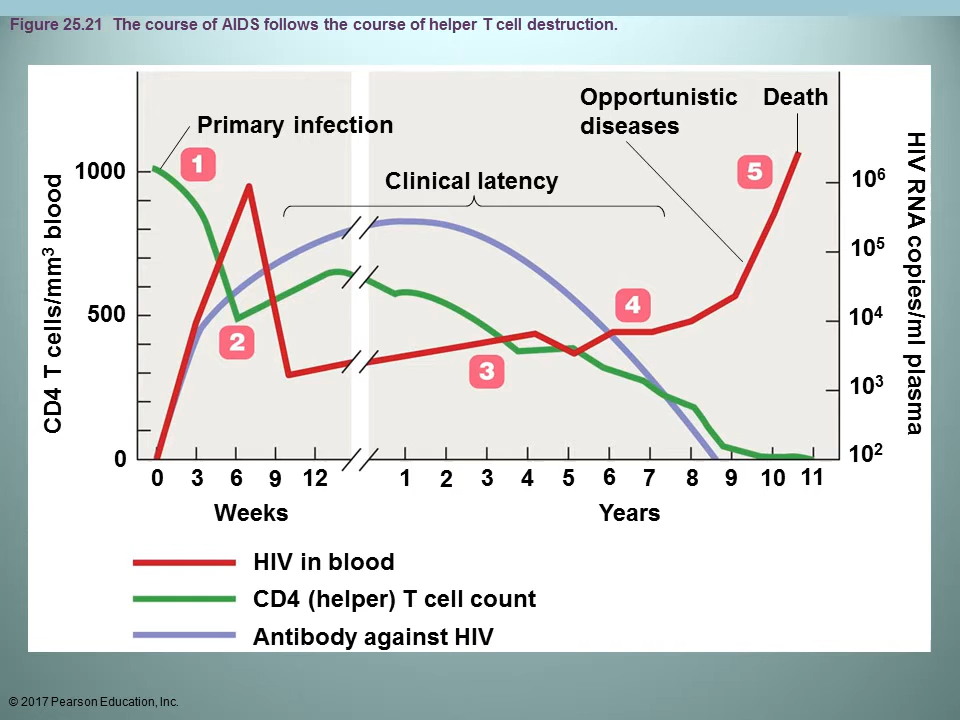 Figure 25.21 The course of AIDS follows the course of helper T cell destruction.
Primary infection
Opportunistic
diseases
Death
1
Clinical latency
5
2
3
4
CD4 T cells/mm³ blood
1000
500
0
HIV RNA copies/ml plasma
10⁶
10⁵
10⁴
10³
10²
0 3 6 9 12 1 2 3 4 5 6 7 8 9 10 11
Weeks Years
HIV in blood
CD4 (helper) T cell count
Antibody against HIV
© 2017 Pearson Education, Inc.